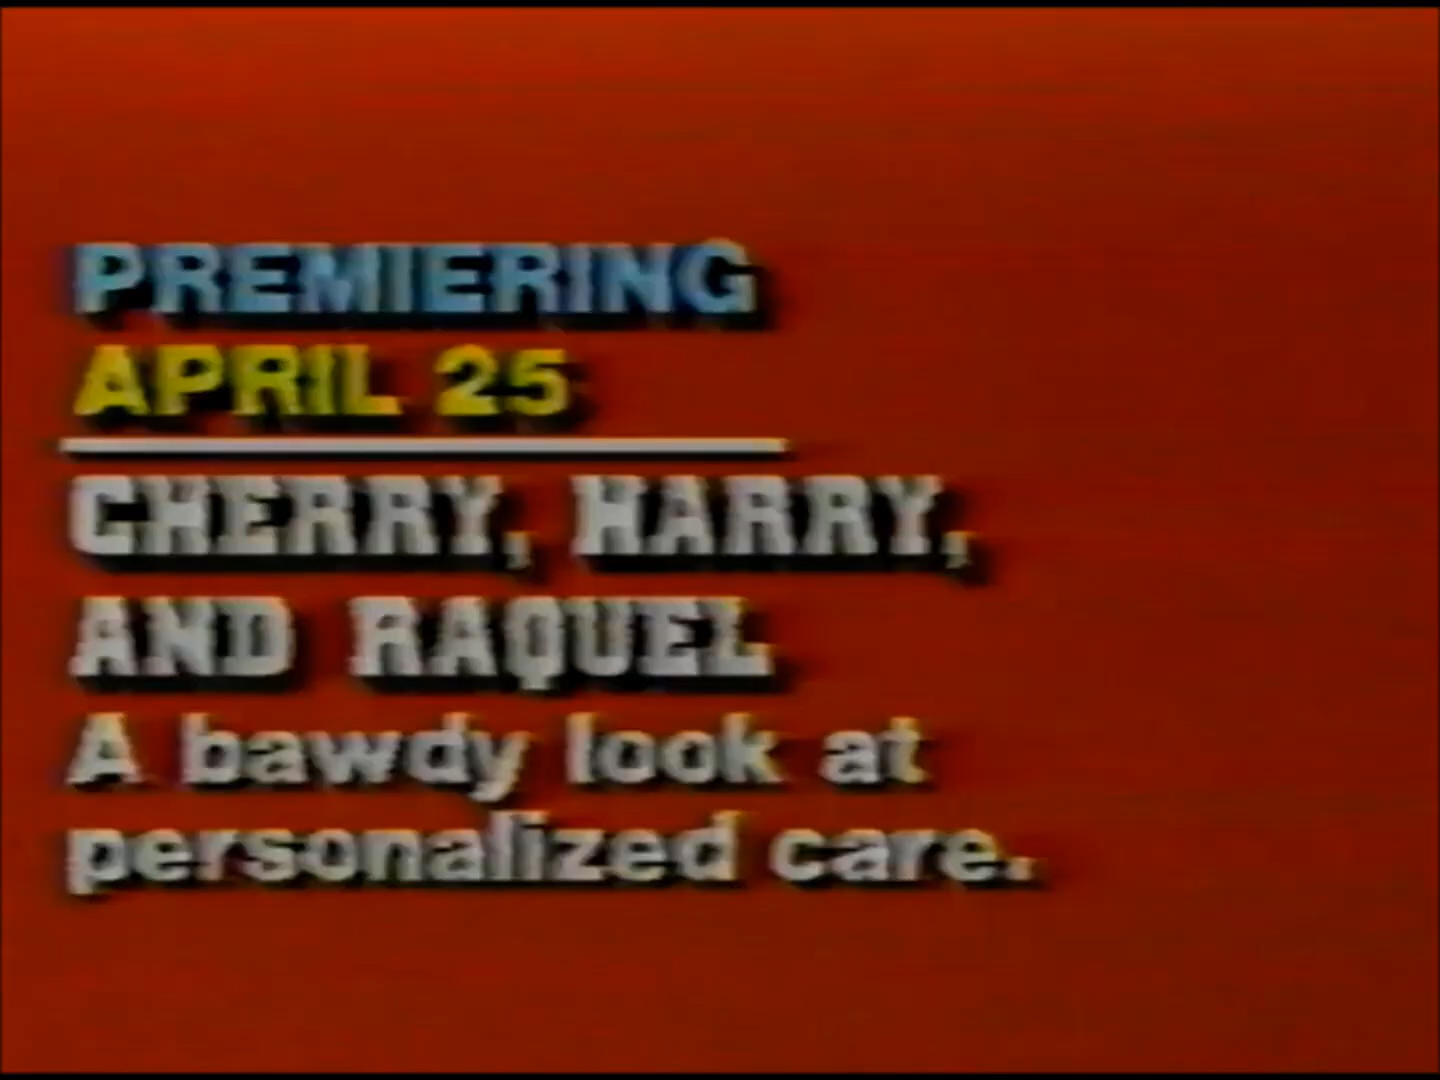 PREMIERING
APRIL 25
CHERRY, HARRY,
AND RAQUEL
A bawdy look at
personalized care.